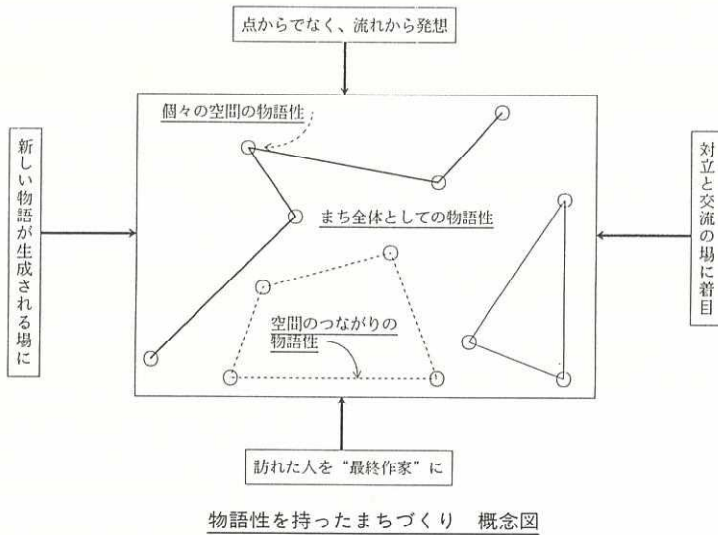 点からでなく、流れから発想
個々の空間の物語性
新しい物語が生成される場に
対立と交流の場に着目
まち全体としての物語性
空間のつながりの
物語性
訪れた人を“最終作家”に
物語性を持ったまちづくり　概念図